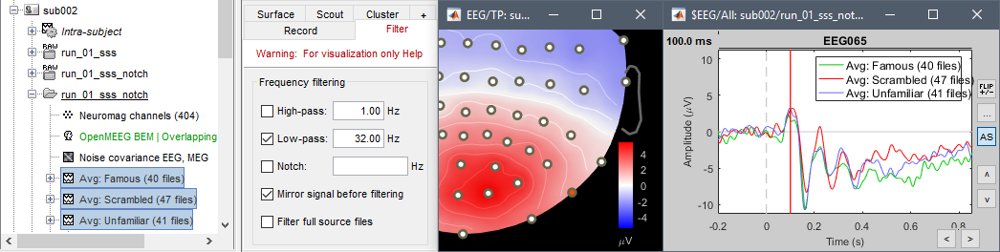 sub002
Intra-subject
RAW
run_01_sss
RAW
run_01_sss_notch
run_01_sss_notch
Neuromag channels (404)
OpenMEEG BEM | Overlapping
Noise covariance EEG, MEG
Avg: Famous (40 files)
Avg: Scrambled (47 files)
Avg: Unfamiliar (41 files)
Surface Scout Cluster +
Record Filter
Warning: For visualization only Help
Frequency filtering
High-pass: 1.00 Hz
Low-pass: 32.00 Hz
Notch: Hz
Mirror signal before filtering
Filter full source files
EEG/TP: su...
4
2
0
-2
-4
μV
$EEG/All: sub002/run_01_sss_not...
100.0 ms
EEG065
Avg: Famous (40 files)
Avg: Scrambled (47 files)
Avg: Unfamiliar (41 files)
Amplitude (μV)
10
5
0
-5
-10
-0.2 0 0.2 0.4 0.6 0.8
Time (s)
FLIP
+/-
...
AS
< >